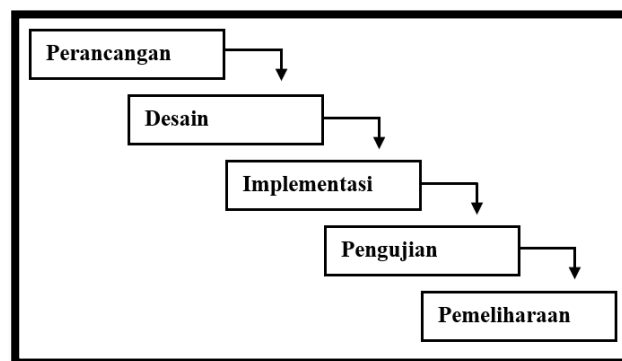 Perancangan
Desain
Implementasi
Pengujian
Pemeliharaan